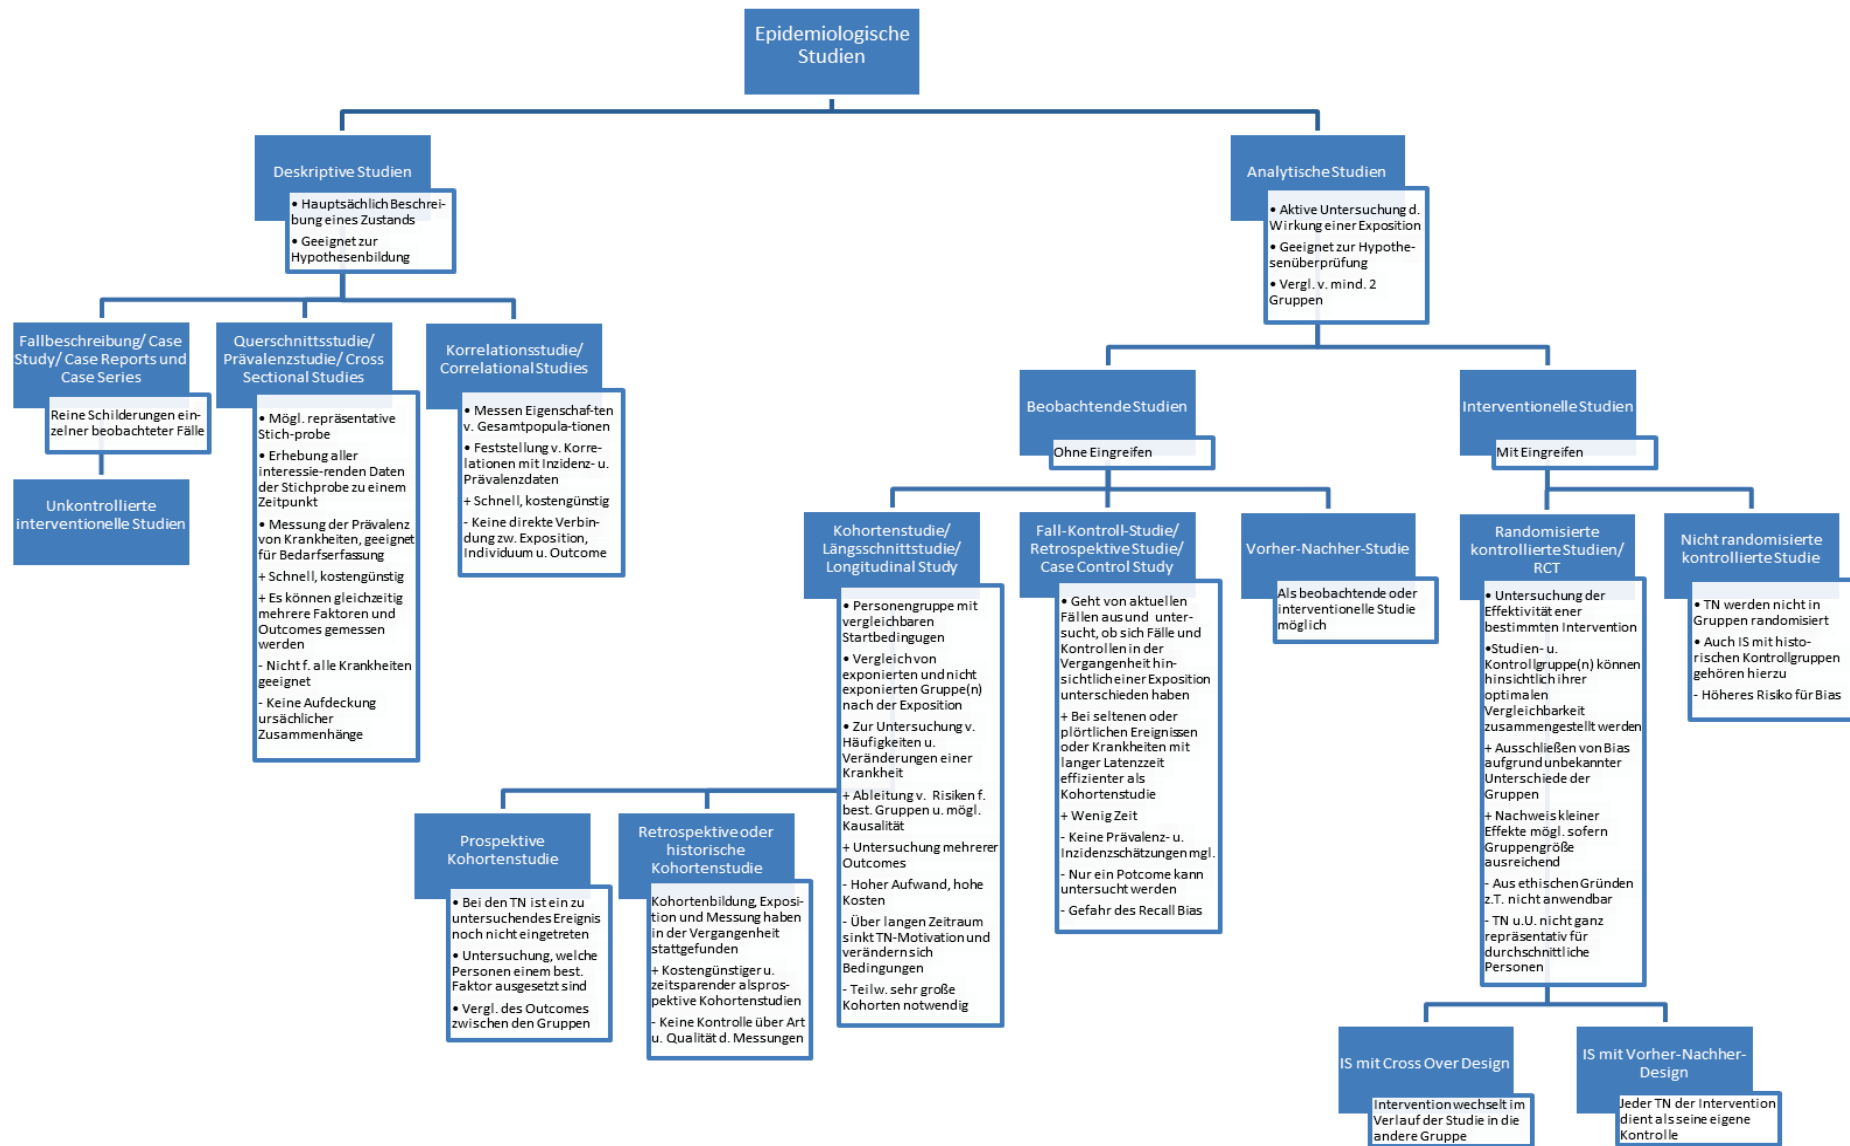 Epidemiologische
Studien
Deskriptive Studien
• Hauptsächlich Beschrei-
bung eines Zustands
• Geeignet zur
Hypothesenbildung
Analytische Studien
• Aktive Untersuchung d.
Wirkung einer Exposition
• Geeignet zur Hypothe-
senüberprüfung
• Vergl. v. mind. 2
Gruppen
Fallbeschreibung/ Case
Study/ Case Reports and
Case Series
Reine Schilderungen ein-
zelner beobachteter Fälle
Unkontrollierte
interventionelle Studien
Querschnittsstudie/
Prävalenzstudie/ Cross
Sectional Studies
• Mögl. repräsentative
Stich-probe
• Erhebung aller
interessie-renden Daten
der Stichprobe zu einem
Zeitpunkt
• Messung der Prävalenz
von Krankheiten, geeignet
für Bedarfserfassung
+ Schnell, kostengünstig
+ Es können gleichzeitig
mehrere Faktoren und
Outcomes gemessen
werden
- Nicht f. alle Krankheiten
geeignet
- Keine Aufdeckung
ursächlicher
Zusammenhänge
Korrelationsstudie/
Correlational Studies
• Messen Eigenschaf-ten
v. Gesamtpopula-tionen
• Feststellung v. Korre-
lationen mit Inzidenz- u.
Prävalenzdaten
+ Schnell, kostengünstig
- Keine direkte Verbin-
dung zw. Exposition,
Individuum u. Outcome
Beobachtende Studien
Ohne Eingreifen
Interventionelle Studien
Mit Eingreifen
Kohortenstudie/
Längsschnittstudie/
Longitudinal Study
• Personengruppe mit
vergleichbaren
Startbedingugen
• Vergleich von
exponierten und nicht
exponierten Gruppe(n)
nach der Exposition
• Zur Untersuchung v.
Häufigkeiten u.
Veränderungen einer
Krankheit
+ Ableitung v. Risiken f.
best. Gruppen u. mögl.
Kausalität
+ Untersuchung mehrerer
Outcomes
- Hoher Aufwand, hohe
Kosten
- Über langen Zeitraum
sinkt TN-Motivation und
verändern sich
Bedingungen
- Teilw. sehr große
Kohorten notwendig
Fall-Kontroll-Studie/
Retrospektive Studie/
Case Control Study
• Geht von aktuellen
Fällen aus und unter-
sucht, ob sich Fälle und
Kontrollen in der
Vergangenheit hin-
sichtlich einer Exposition
unterschieden haben
+ Bei seltenen oder
plörtlichen Ereignissen
oder Krankheiten mit
langer Latenzzeit
effizienter als
Kohortenstudie
+ Wenig Zeit
- Keine Prävalenz- u.
Inzidenzschätzungen mgl.
- Nur ein Potcome kann
untersucht werden
- Gefahr des Recall Bias
Vorher-Nachher-Studie
Als beobachtende oder
interventionelle Studie
möglich
Randomisierte
kontrollierte Studien/
RCT
• Untersuchung der
Effektivität ener
bestimmten Intervention
•Studien- u.
Kontrollgruppe(n) können
hinsichtlich ihrer
optimalen
Vergleichbarkeit
zusammengestellt werden
+ Ausschließen von Bias
aufgrund unbekannter
Unterschiede der
Gruppen
+ Nachweis kleiner
Effekte mögl. sofern
Gruppengröße
ausreichend
- Aus ethischen Gründen
z.T. nicht anwendbar
- TN u.U. nicht ganz
repräsentativ für
durchschnittliche
Personen
Nicht randomisierte
kontrollierte Studie
• TN werden nicht in
Gruppen randomisiert
• Auch IS mit histo-
rischen Kontrollgruppen
gehören hierzu
- Höheres Risiko für Bias
Prospektive
Kohortenstudie
• Bei den TN ist ein zu
untersuchendes Ereignis
noch nicht eingetreten
• Untersuchung, welche
Personen einem best.
Faktor ausgesetzt sind
• Vergl. des Outcomes
zwischen den Gruppen
Retrospektive oder
historische
Kohortenstudie
Kohortenbildung, Exposi-
tion und Messung haben
in der Vergangenheit
stattgefunden
+ Kostengünstiger u.
zeitsparender alspros-
pektive Kohortenstudien
- Keine Kontrolle über Art
u. Qualität d. Messungen
IS mit Cross Over Design
Intervention wechselt im
Verlauf der Studie in die
andere Gruppe
IS mit Vorher-Nachher-
Design
Jeder TN der Intervention
dient als seine eigene
Kontrolle